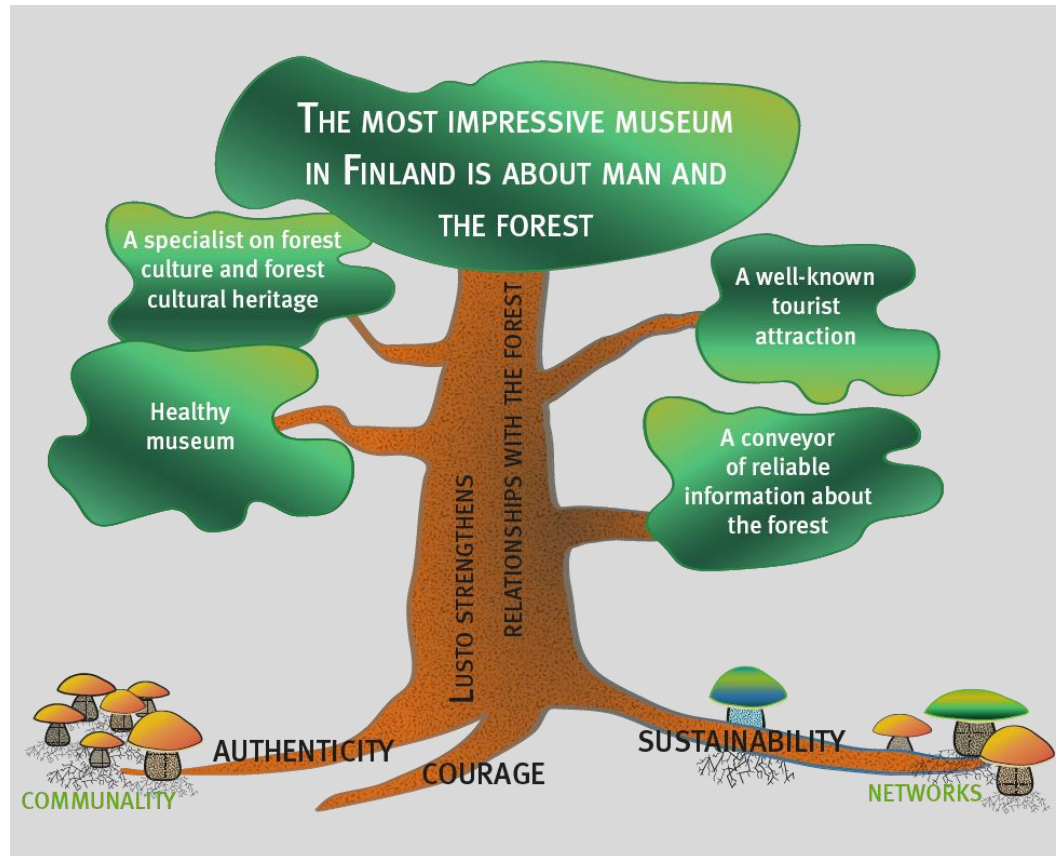 The most impressive museum
in Finland is about man and
the forest
A specialist on forest
culture and forest
cultural heritage
A well-known
tourist
attraction
Healthy
museum
A conveyor
of reliable
information about
the forest
Lusto strengthens
relationships with the forest
AUTHENTICITY
COURAGE
SUSTAINABILITY
COMMUNALITY
NETWORKS